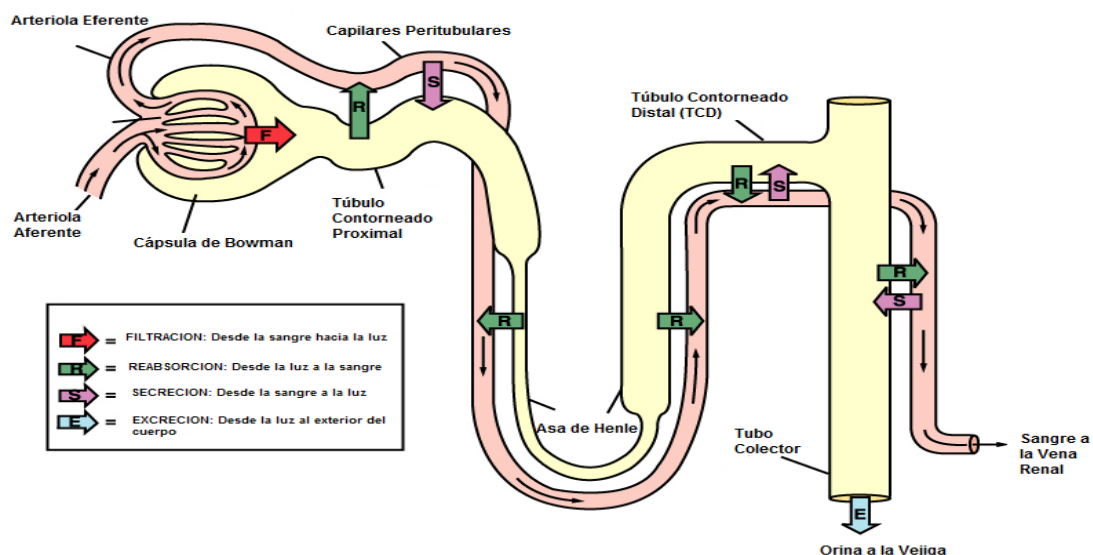 Arteriola Eferente
Capilares Peritubulares
S
R
F
Túbulo Contorneado
Distal (TCD)
R
S
Arteriola
Aferente
Cápsula de Bowman
Túbulo
Contorneado
Proximal
R
S
R
R
F = FILTRACION: Desde la sangre hacia la luz
R = REABSORCION: Desde la luz a la sangre
S = SECRECION: Desde la sangre a la luz
E = EXCRECION: Desde la luz al exterior del
cuerpo
Asa de Henle
Tubo
Colector
Sangre a
la Vena
Renal
E
Orina a la Vejiga